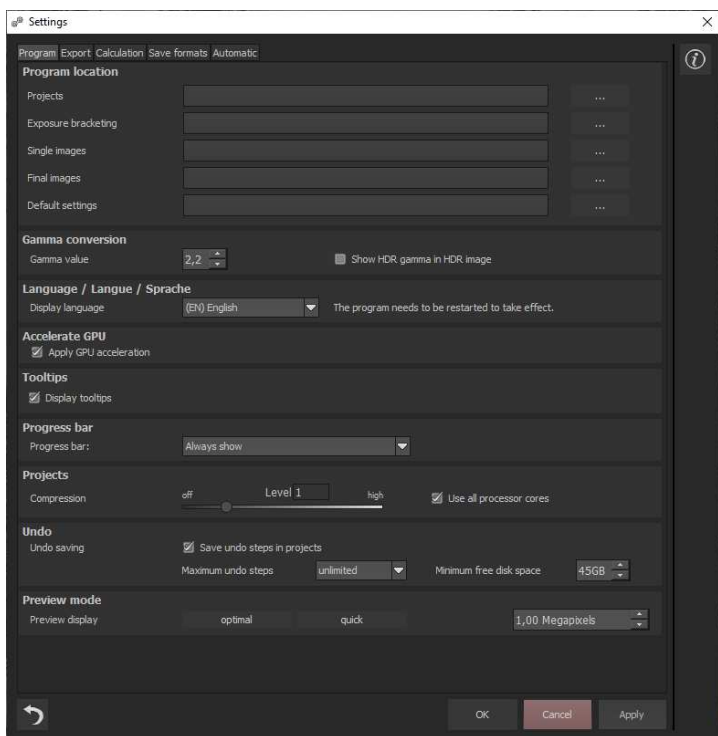 Settings
Program Export Calculation Save formats Automatic
Program location
Projects ...
Exposure bracketing ...
Single images ...
Final images ...
Default settings ...
Gamma conversion
Gamma value 2,2 Show HDR gamma in HDR image
Language / Langue / Sprache
Display language (EN) English The program needs to be restarted to take effect.
Accelerate GPU
Apply GPU acceleration
Tooltips
Display tooltips
Progress bar
Progress bar: Always show
Projects
Compression off Level 1 high Use all processor cores
Undo
Undo saving Save undo steps in projects
Maximum undo steps unlimited Minimum free disk space 45GB
Preview mode
Preview display optimal quick 1,00 Megapixels
OK Cancel Apply